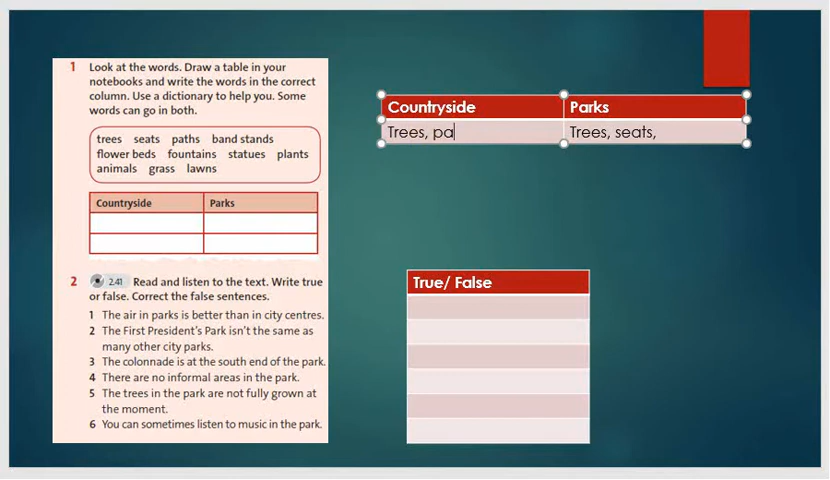 1 Look at the words. Draw a table in your
notebooks and write the words in the correct
column. Use a dictionary to help you. Some
words can go in both.
trees seats paths band stands
flower beds fountains statues plants
animals grass lawns
Countryside Parks
2 2.41 Read and listen to the text. Write true
or false. Correct the false sentences.
1 The air in parks is better than in city centres.
2 The First President's Park isn't the same as
many other city parks.
3 The colonnade is at the south end of the park.
4 There are no informal areas in the park.
5 The trees in the park are not fully grown at
the moment.
6 You can sometimes listen to music in the park.
Countryside Parks
Trees, pa Trees, seats,
True/ False